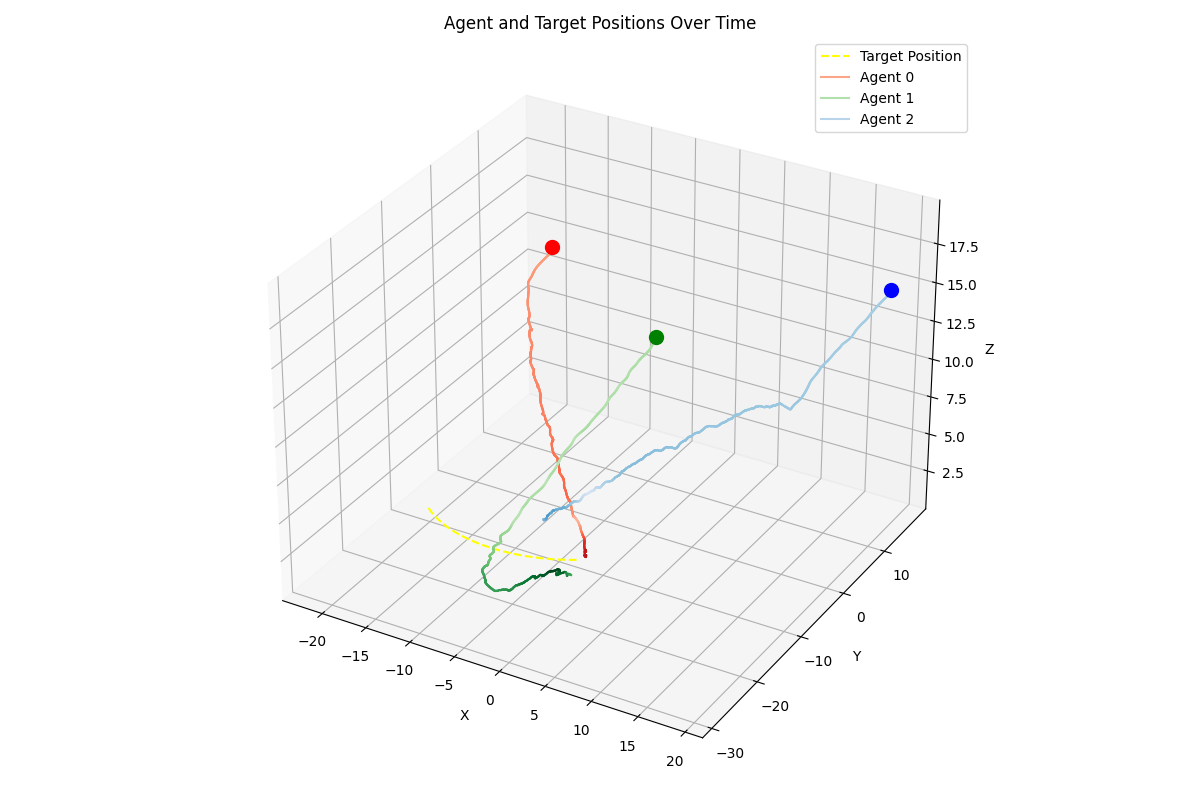 Agent and Target Positions Over Time
Target Position
Agent 0
Agent 1
Agent 2
17.5
15.0
12.5
10.0
7.5
5.0
2.5
Z
10
0
−10
−20
−30
Y
−20
−15
−10
−5
0
5
10
15
20
X